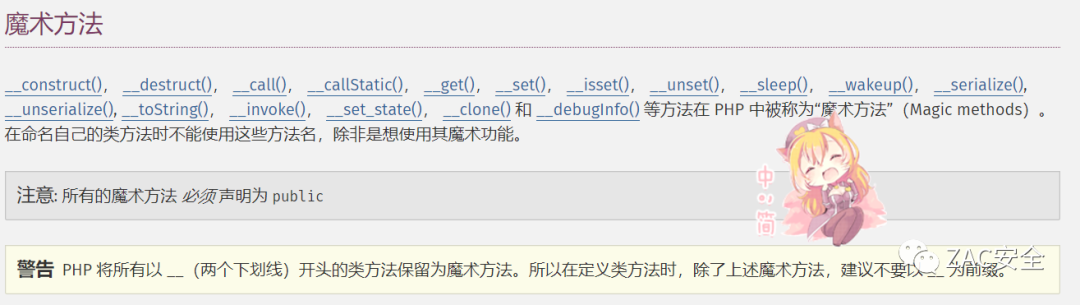 魔术方法
__construct()， __destruct()， __call()， __callStatic()， __get()， __set()， __isset()， __unset()， __sleep()， __wakeup()， __serialize(),
__unserialize(), __toString()， __invoke()， __set_state()， __clone() 和 __debugInfo() 等方法在 PHP 中被称为“魔术方法”（Magic methods）。
在命名自己的类方法时不能使用这些方法名，除非是想使用其魔术功能。
注意: 所有的魔术方法 必须 声明为 public
中
简
警告 PHP 将所有以 __（两个下划线）开头的类方法保留为魔术方法。所以在定义类方法时，除了上述魔术方法，建议不要以 __ 为前缀。
ZAC安全